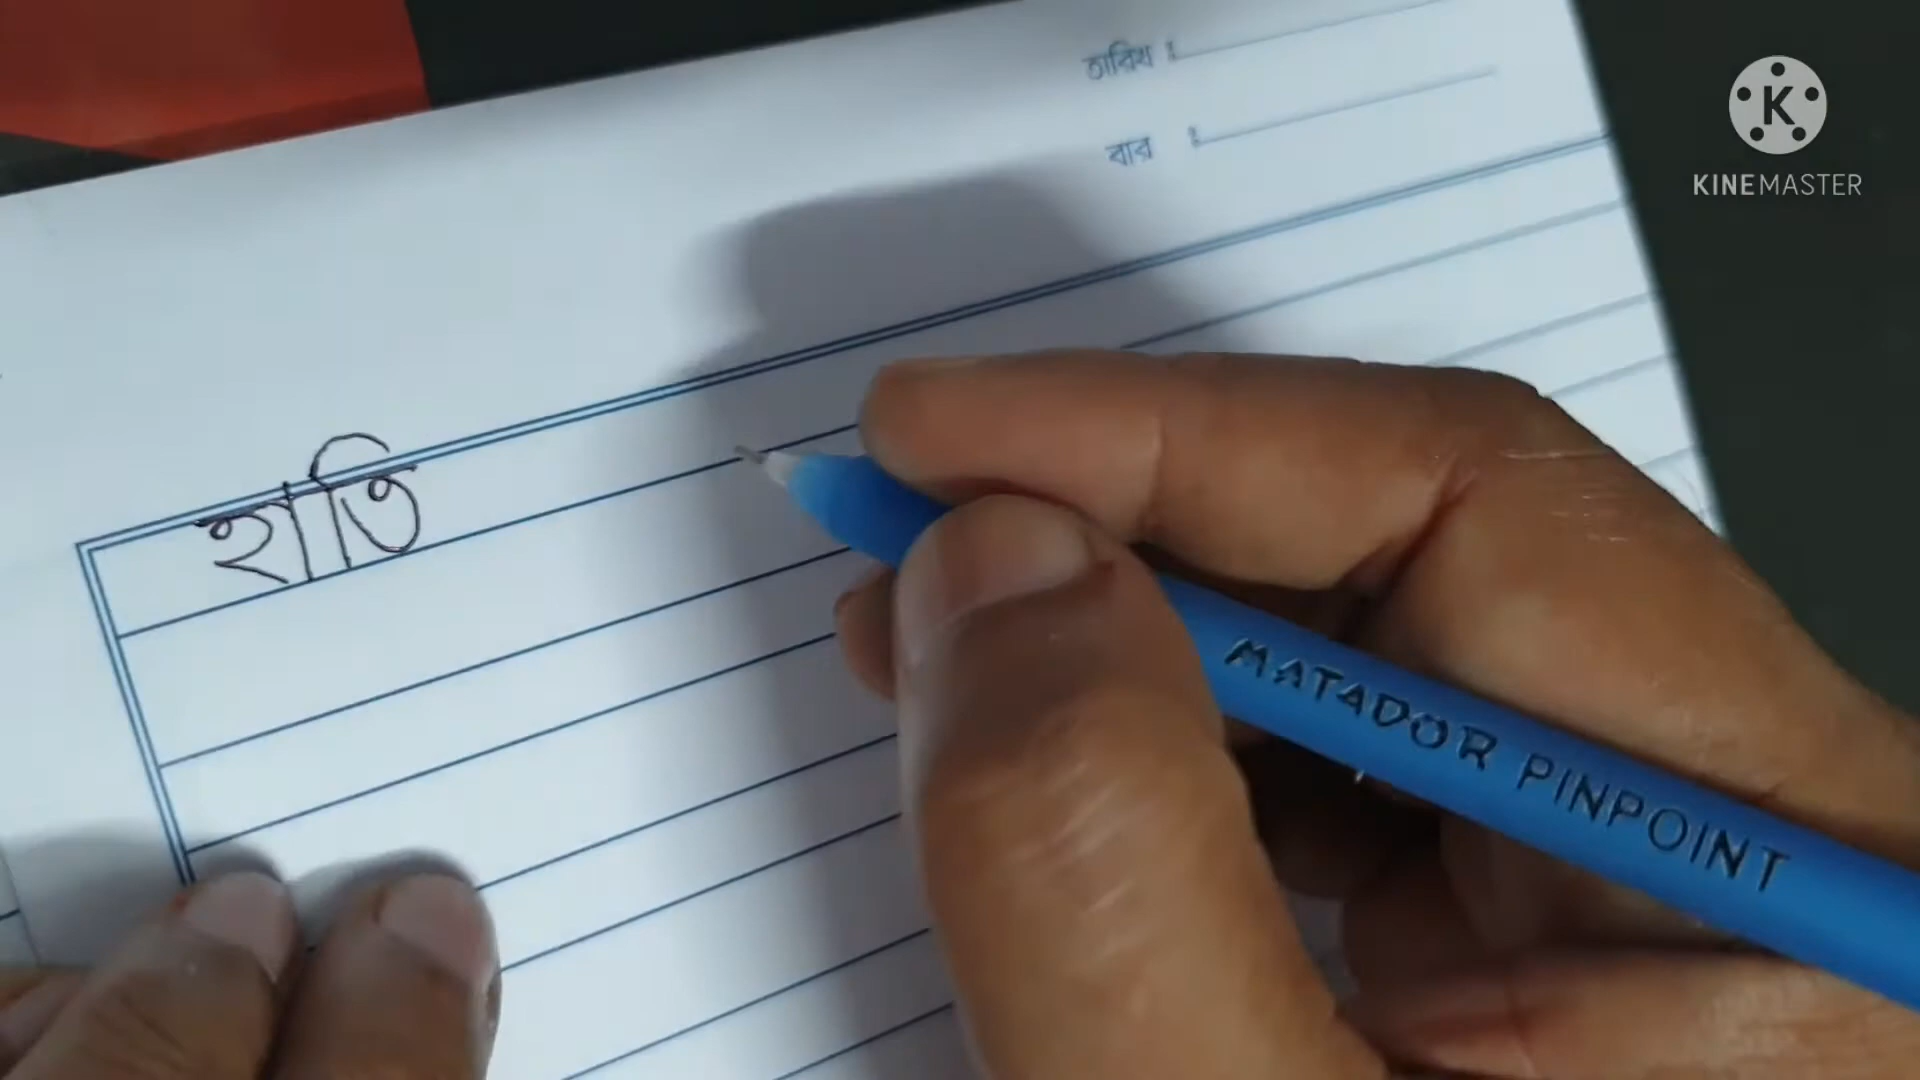 তারিখ :
বার :
KINEMASTER
হাতি
MATADOR PINPOINT